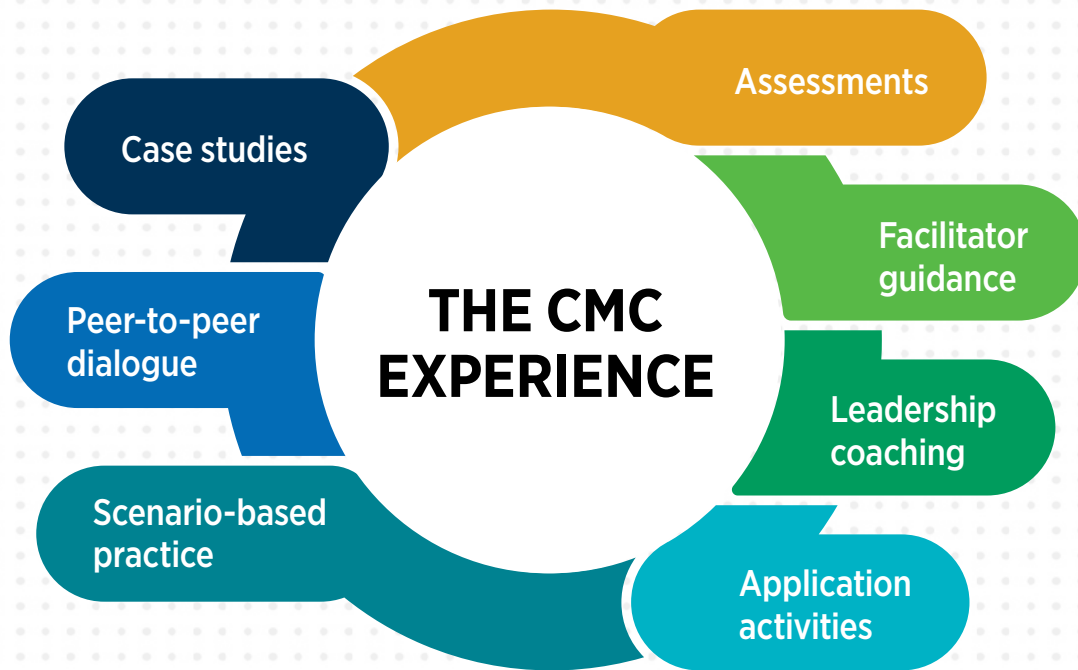 THE CMC
EXPERIENCE
Assessments
Facilitator
guidance
Leadership
coaching
Application
activities
Scenario-based
practice
Peer-to-peer
dialogue
Case studies